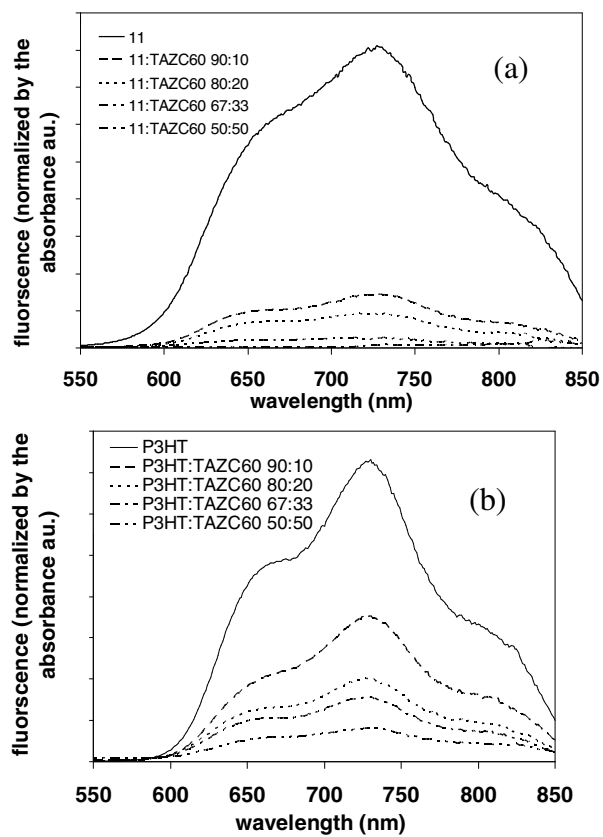 11
11:TAZC60 90:10
11:TAZC60 80:20
11:TAZC60 67:33
11:TAZC60 50:50
(a)
fluorscence (normalized by the
absorbance au.)
550 600 650 700 750 800 850
wavelength (nm)
P3HT
P3HT:TAZC60 90:10
P3HT:TAZC60 80:20
P3HT:TAZC60 67:33
P3HT:TAZC60 50:50
(b)
fluorscence (normalized by the
absorbance au.)
550 600 650 700 750 800 850
wavelength (nm)